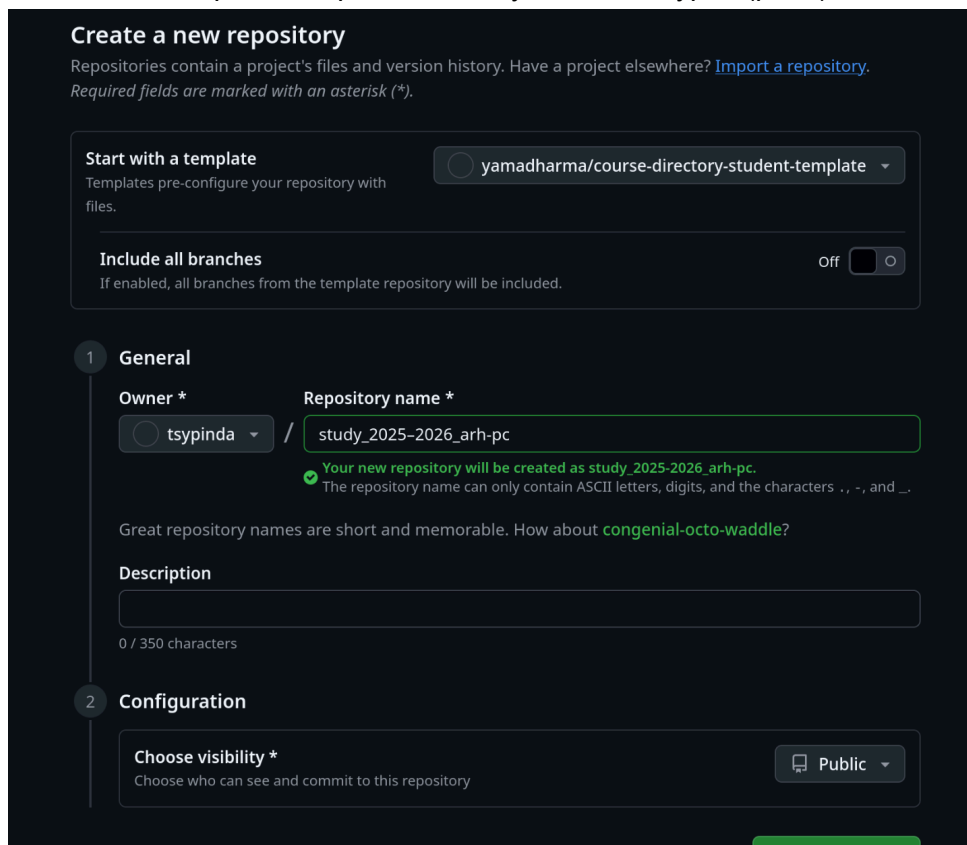 Create a new repository
Repositories contain a project's files and version history. Have a project elsewhere? Import a repository.
Required fields are marked with an asterisk (*).
Start with a template
Templates pre-configure your repository with
files.
yamadharma/course-directory-student-template
Include all branches
If enabled, all branches from the template repository will be included.
Off
1 General
Owner *
Repository name *
tsypinda / study_2025–2026_arh-pc
Your new repository will be created as study_2025-2026_arh-pc.
The repository name can only contain ASCII letters, digits, and the characters ., -, and _.
Great repository names are short and memorable. How about congenial-octo-waddle?
Description
0 / 350 characters
2 Configuration
Choose visibility *
Choose who can see and commit to this repository
Public